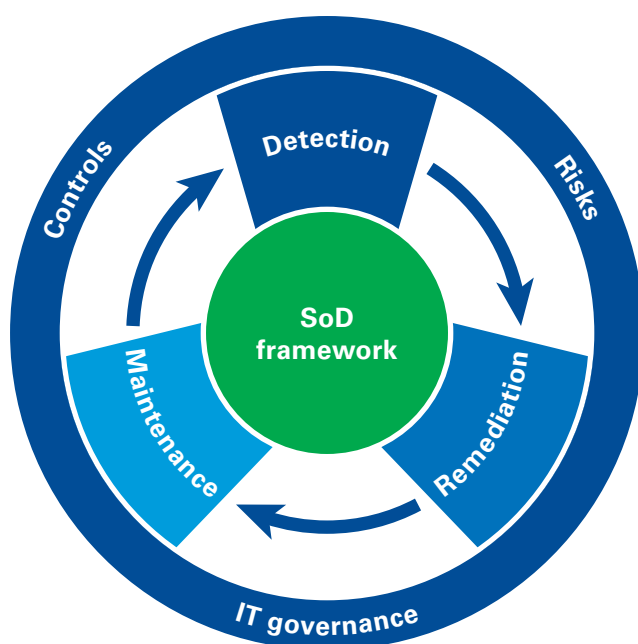 Controls
Risks
Detection
SoD
framework
Maintenance
Remediation
IT governance